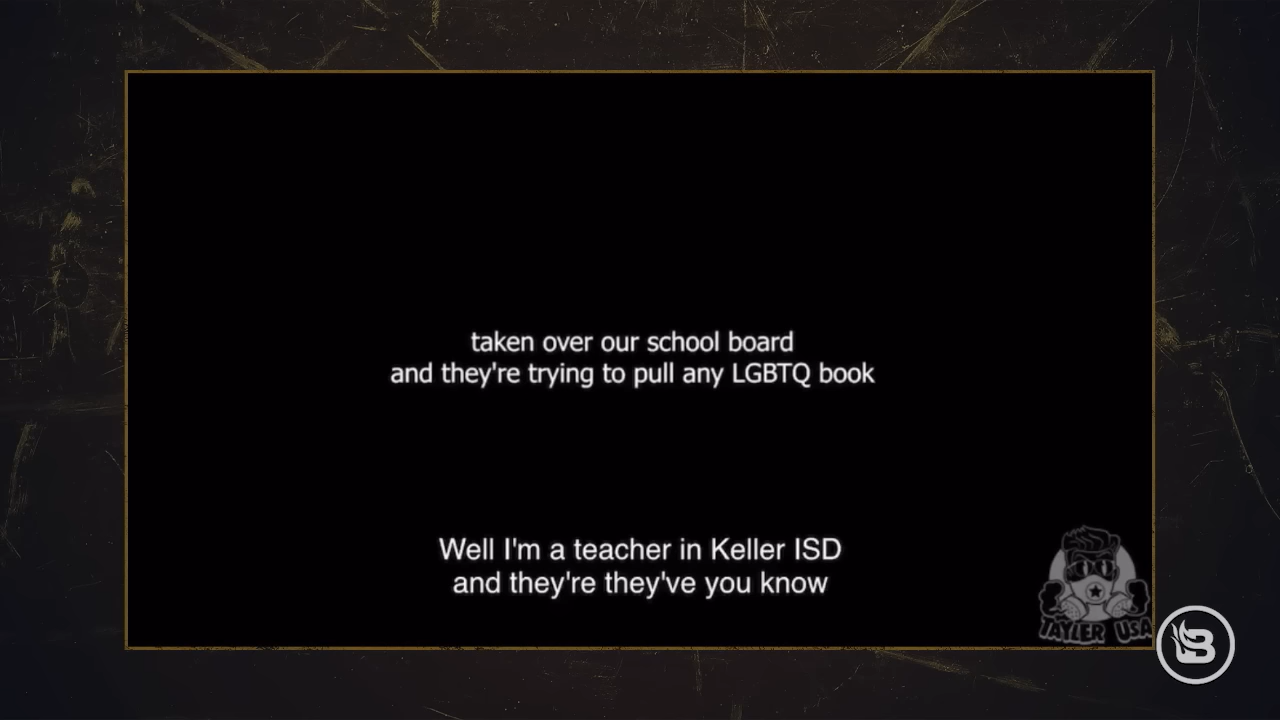 taken over our school board
and they're trying to pull any LGBTQ book
Well I'm a teacher in Keller ISD
and they're they've you know
TAYLER USA
B